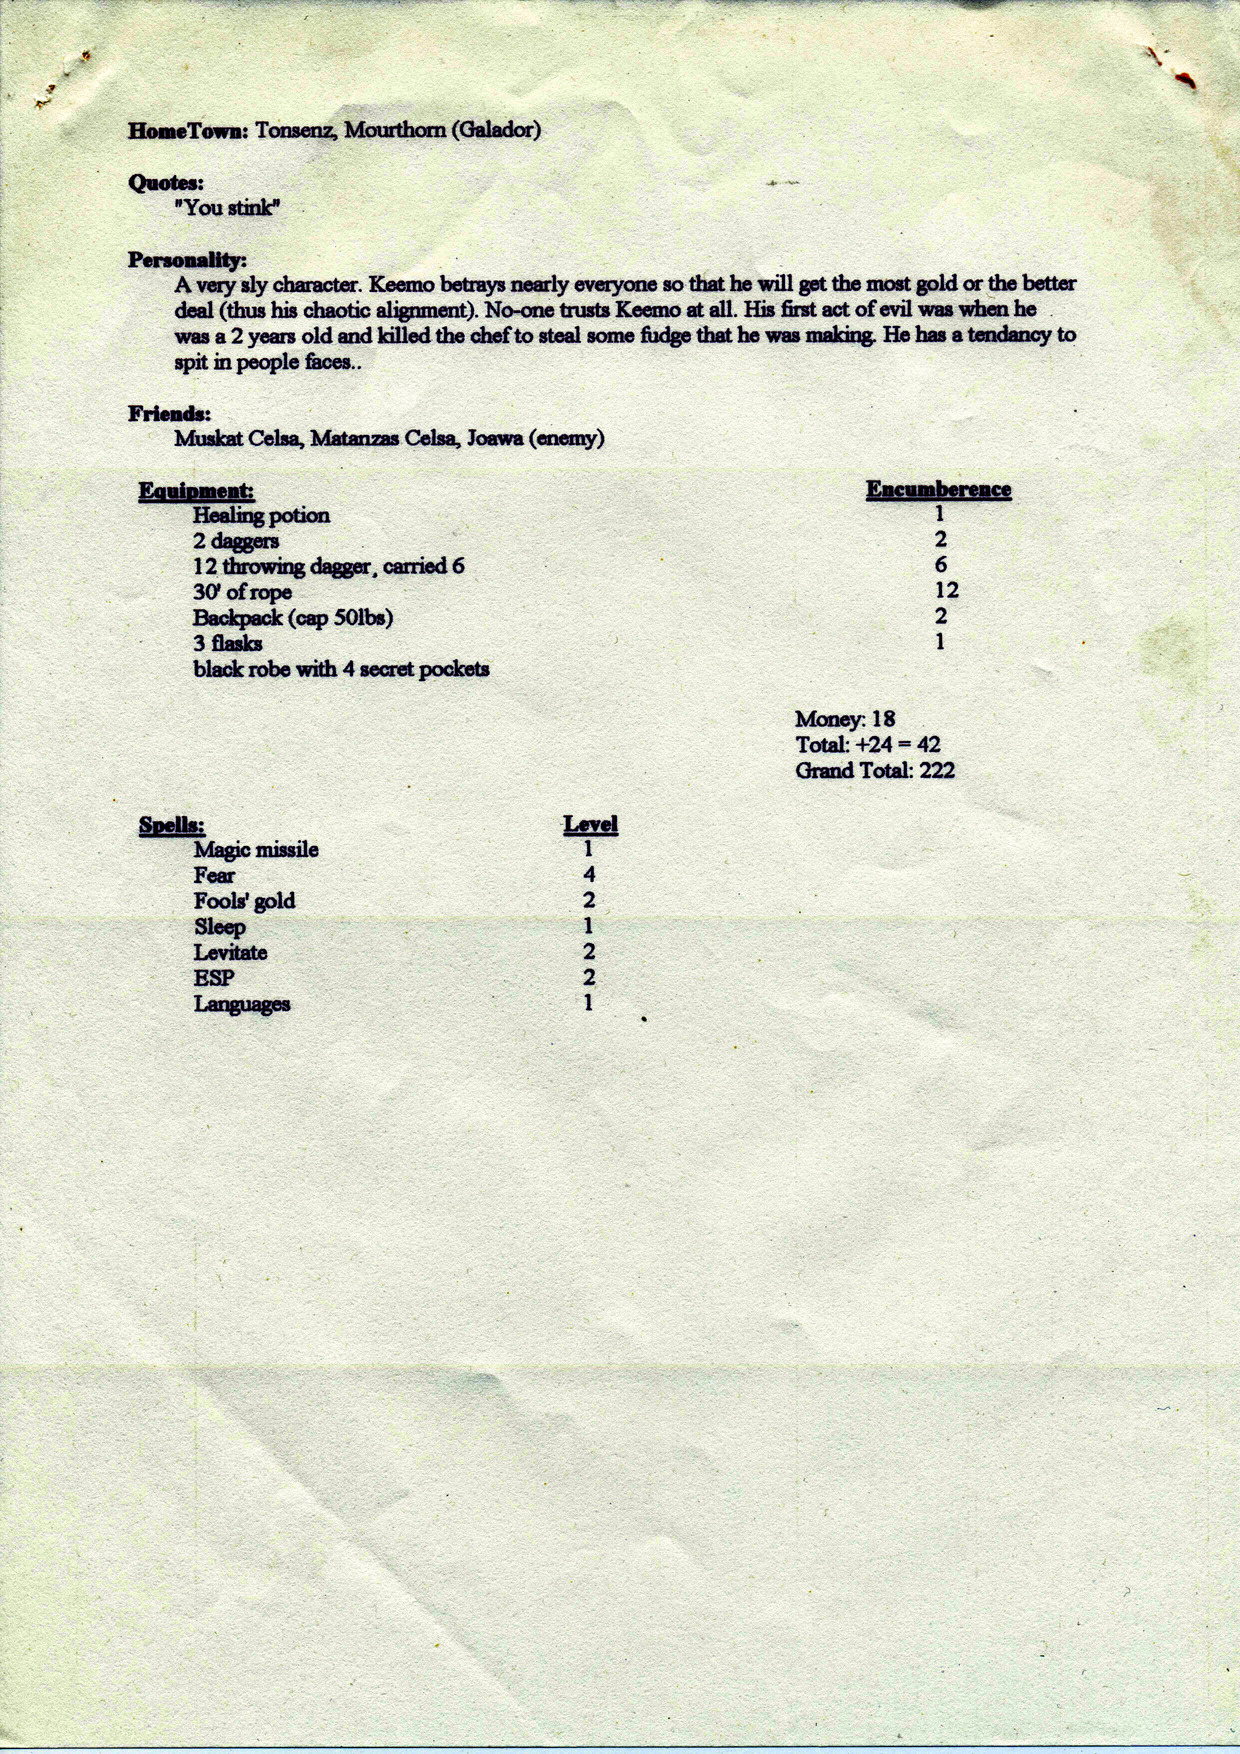 HomeTown: Tonsenz, Mourthorn (Galador)
Quotes:
"You stink"
Personality:
A very sly character. Keemo betrays nearly everyone so that he will get the most gold or the better
deal (thus his chaotic alignment). No-one trusts Keemo at all. His first act of evil was when he
was a 2 years old and killed the chef to steal some fudge that he was making. He has a tendancy to
spit in people faces..
Friends:
Muskat Celsa, Matanzas Celsa, Joawa (enemy)
Equipment: Encumberence
Healing potion 1
2 daggers 2
12 throwing dagger, carried 6 6
30' of rope 12
Backpack (cap 50lbs) 2
3 flasks 1
black robe with 4 secret pockets
Money: 18
Total: +24 = 42
Grand Total: 222
Spells: Level
Magic missile 1
Fear 4
Fools' gold 2
Sleep 1
Levitate 2
ESP 2
Languages 1